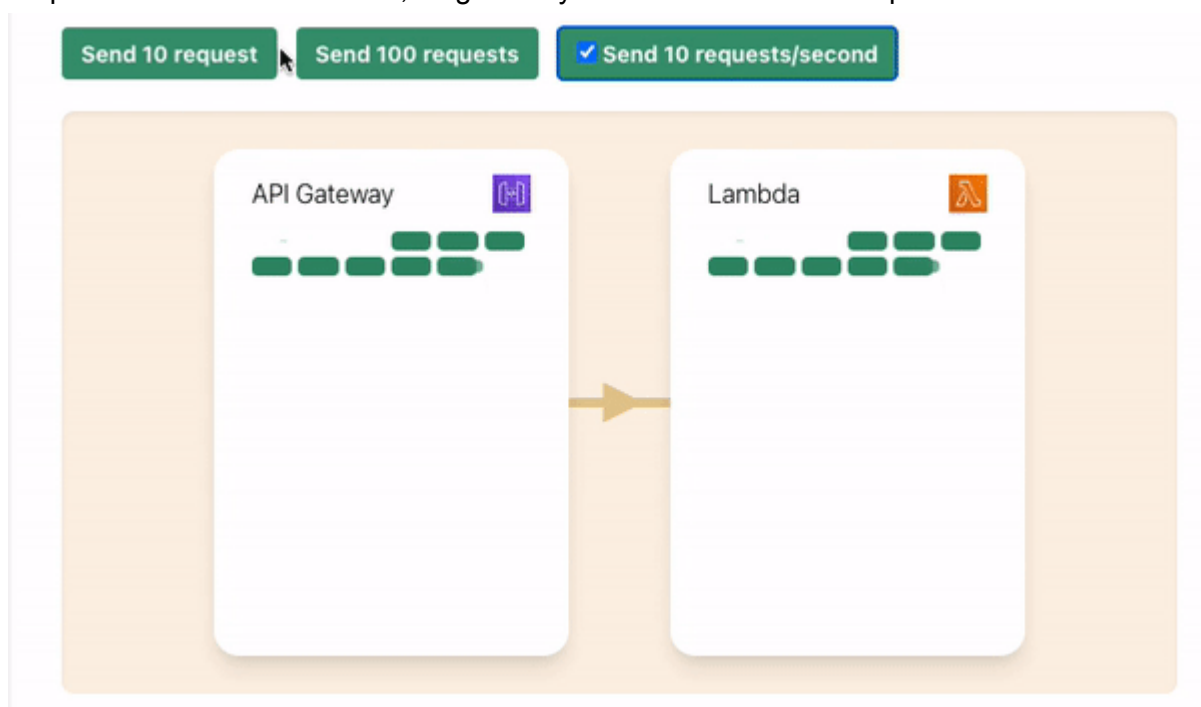 Send 10 request
Send 100 requests
Send 10 requests/second
API Gateway
Lambda